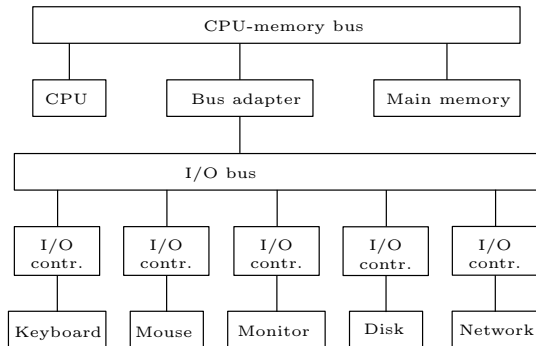 CPU-memory bus
CPU
Bus adapter
Main memory
I/O bus
I/O
contr.
I/O
contr.
I/O
contr.
I/O
contr.
I/O
contr.
Keyboard
Mouse
Monitor
Disk
Network